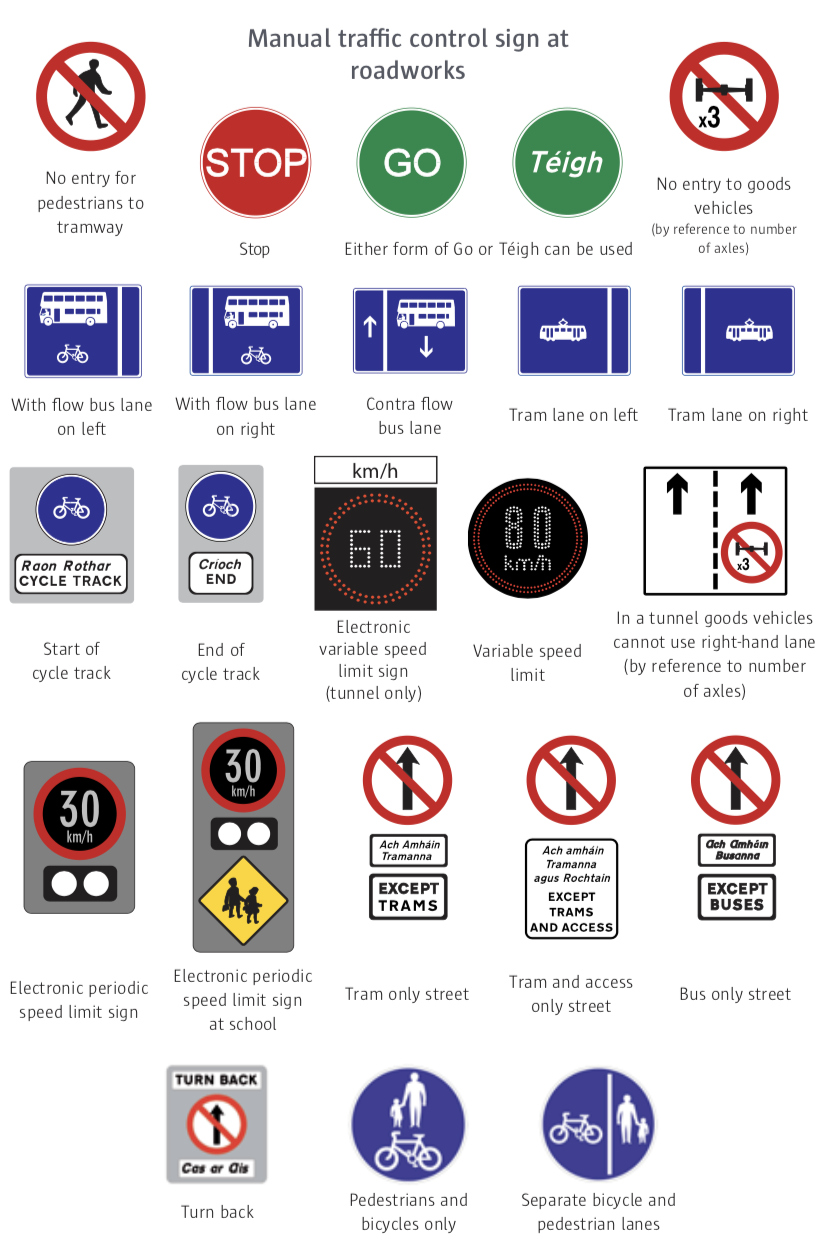 Manual traffic control sign at
roadworks
x3
STOP
GO
Téigh
No entry for
pedestrians to
tramway
Stop
Either form of Go or Téigh can be used
No entry to goods
vehicles
(by reference to number
of axles)
With flow bus lane
on left
With flow bus lane
on right
Contra flow
bus lane
Tram lane on left
Tram lane on right
Raon Rothar
CYCLE TRACK
Críoch
END
km/h
60
80
km/h
x3
Start of
cycle track
End of
cycle track
Electronic
variable speed
limit sign
(tunnel only)
Variable speed
limit
In a tunnel goods vehicles
cannot use right-hand lane
(by reference to number
of axles)
30
km/h
30
km/h
Ach Amháin
Tramanna
EXCEPT
TRAMS
Ach amháin
Tramanna
agus Rochtain
EXCEPT
TRAMS
AND ACCESS
Ach Amháin
Busanna
EXCEPT
BUSES
Electronic periodic
speed limit sign
Electronic periodic
speed limit sign
at school
Tram only street
Tram and access
only street
Bus only street
TURN BACK
Cas ar Ais
Turn back
Pedestrians and
bicycles only
Separate bicycle and
pedestrian lanes